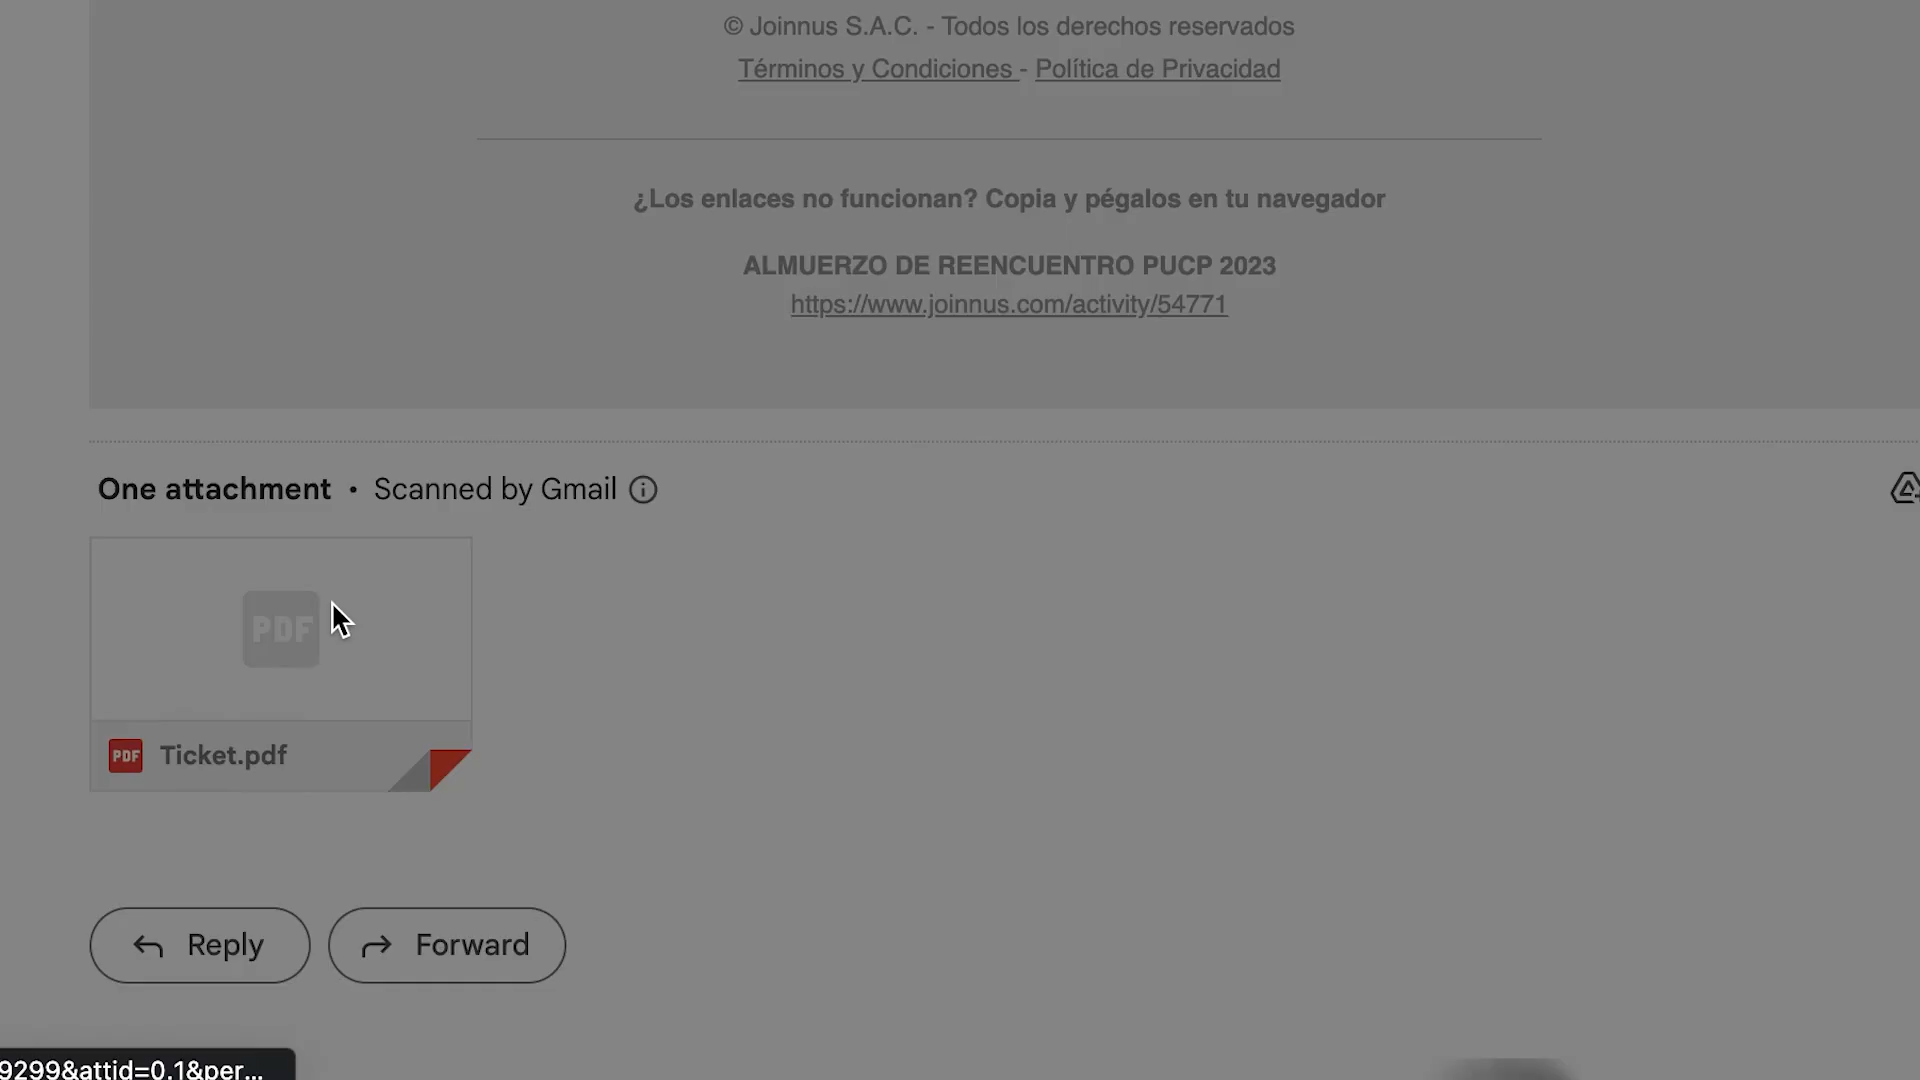 © Joinnus S.A.C. - Todos los derechos reservados
Términos y Condiciones - Política de Privacidad
¿Los enlaces no funcionan? Copia y pégalos en tu navegador
ALMUERZO DE REENCUENTRO PUCP 2023
https://www.joinnus.com/activity/54771
One attachment • Scanned by Gmail
PDF
PDF Ticket.pdf
Reply Forward
9299&attid=0.1&per...